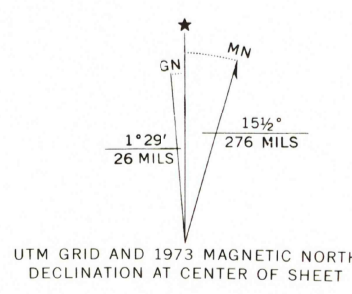 ★
MN
GN
15½°
1°29′
276 MILS
26 MILS
UTM GRID AND 1973 MAGNETIC NORTH
DECLINATION AT CENTER OF SHEET